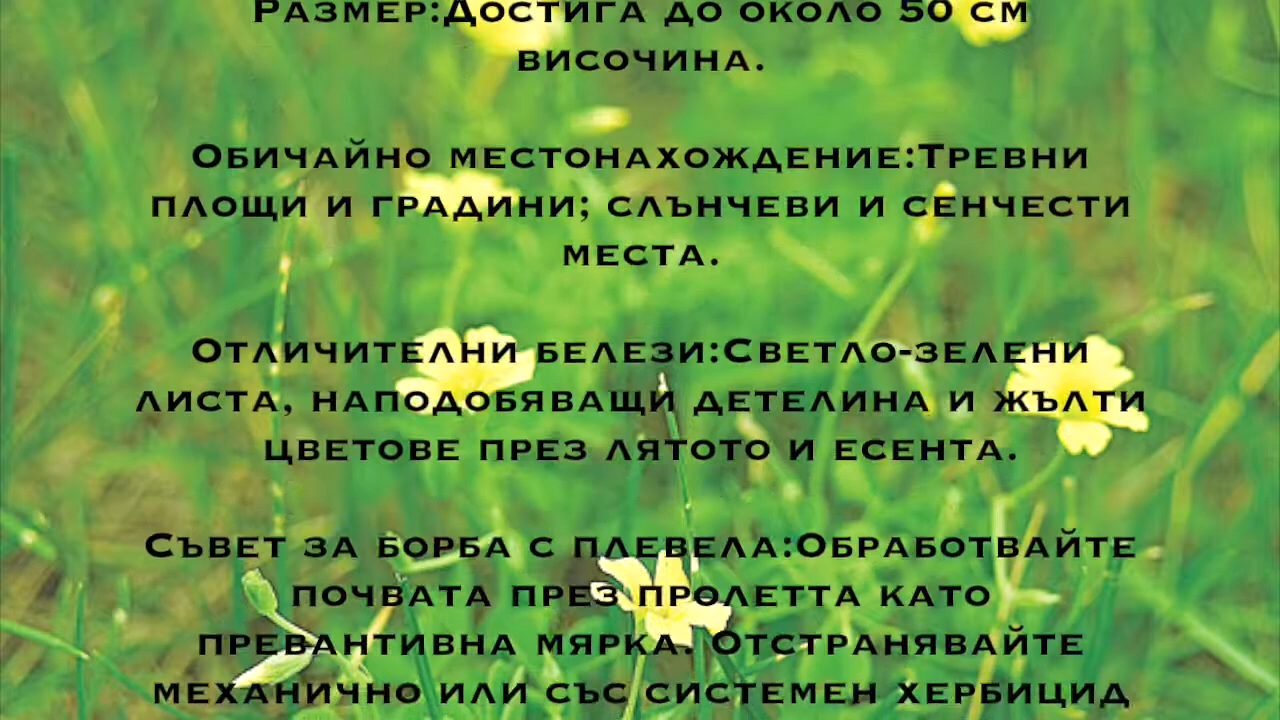 Размер:Достига до около 50 см
височина.
Обичайно местонахождение:Тревни
площи и градини; слънчеви и сенчести
места.
Отличителни белези:Светло-зелени
листа, наподобяващи детелина и жълти
цветове през лятото и есента.
Съвет за борба с плевела:Обработвайте
почвата през пролетта като
превантивна мярка. Отстранявайте
механично или със системен хербицид